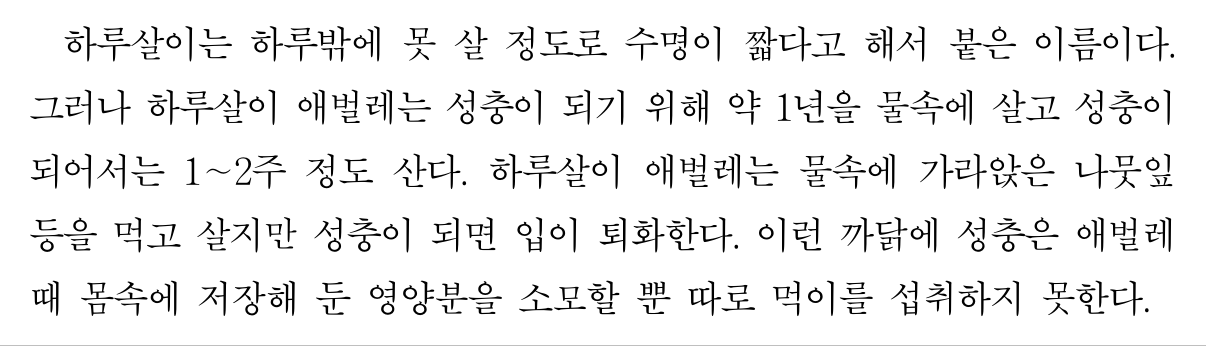 하루살이는 하루밖에 못 살 정도로 수명이 짧다고 해서 붙은 이름이다.
그러나 하루살이 애벌레는 성충이 되기 위해 약 1년을 물속에 살고 성충이
되어서는 1~2주 정도 산다. 하루살이 애벌레는 물속에 가라앉은 나뭇잎
등을 먹고 살지만 성충이 되면 입이 퇴화한다. 이런 까닭에 성충은 애벌레
때 몸속에 저장해 둔 영양분을 소모할 뿐 따로 먹이를 섭취하지 못한다.